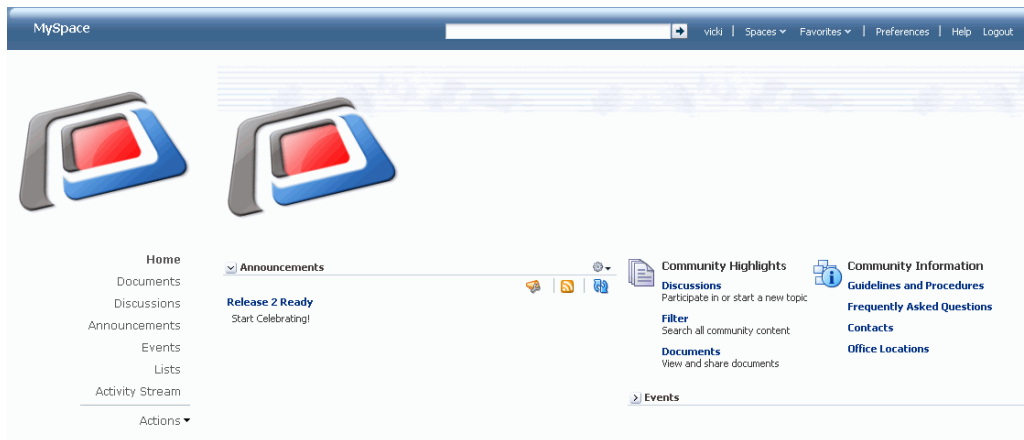 MySpace
vicki | Spaces | Favorites | Preferences | Help Logout
Home
Documents
Discussions
Announcements
Events
Lists
Activity Stream
Actions
Announcements
Release 2 Ready
Start Celebrating!
Community Highlights
Discussions
Participate in or start a new topic
Filter
Search all community content
Documents
View and share documents
Community Information
Guidelines and Procedures
Frequently Asked Questions
Contacts
Office Locations
Events